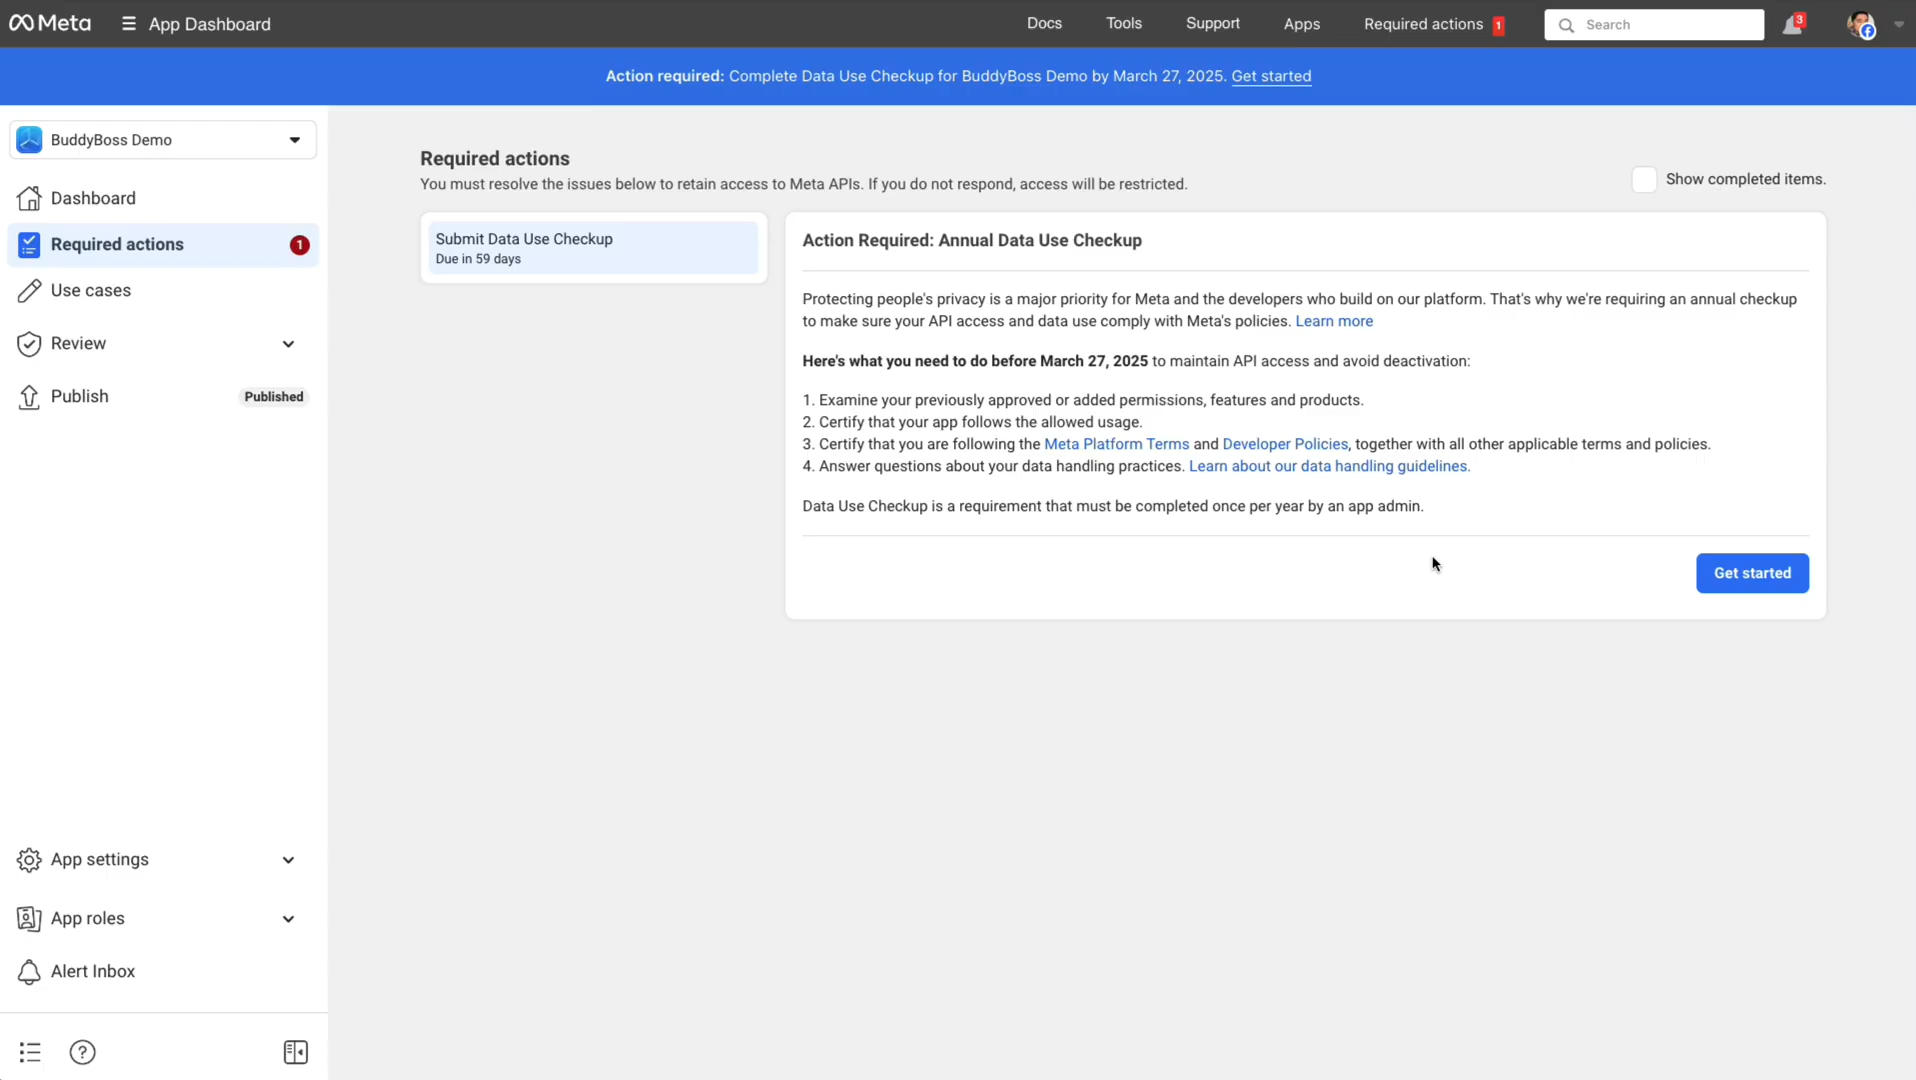 Meta
App Dashboard
Docs
Tools
Support
Apps
Required actions 1
Search
3
Action required: Complete Data Use Checkup for BuddyBoss Demo by March 27, 2025. Get started
BuddyBoss Demo
Dashboard
Required actions 1
Use cases
Review
Publish Published
App settings
App roles
Alert Inbox
?
Required actions
You must resolve the issues below to retain access to Meta APIs. If you do not respond, access will be restricted.
Show completed items.
Submit Data Use Checkup
Due in 59 days
Action Required: Annual Data Use Checkup
Protecting people's privacy is a major priority for Meta and the developers who build on our platform. That's why we're requiring an annual checkup
to make sure your API access and data use comply with Meta's policies. Learn more
Here's what you need to do before March 27, 2025 to maintain API access and avoid deactivation:
1. Examine your previously approved or added permissions, features and products.
2. Certify that your app follows the allowed usage.
3. Certify that you are following the Meta Platform Terms and Developer Policies, together with all other applicable terms and policies.
4. Answer questions about your data handling practices. Learn about our data handling guidelines.
Data Use Checkup is a requirement that must be completed once per year by an app admin.
Get started